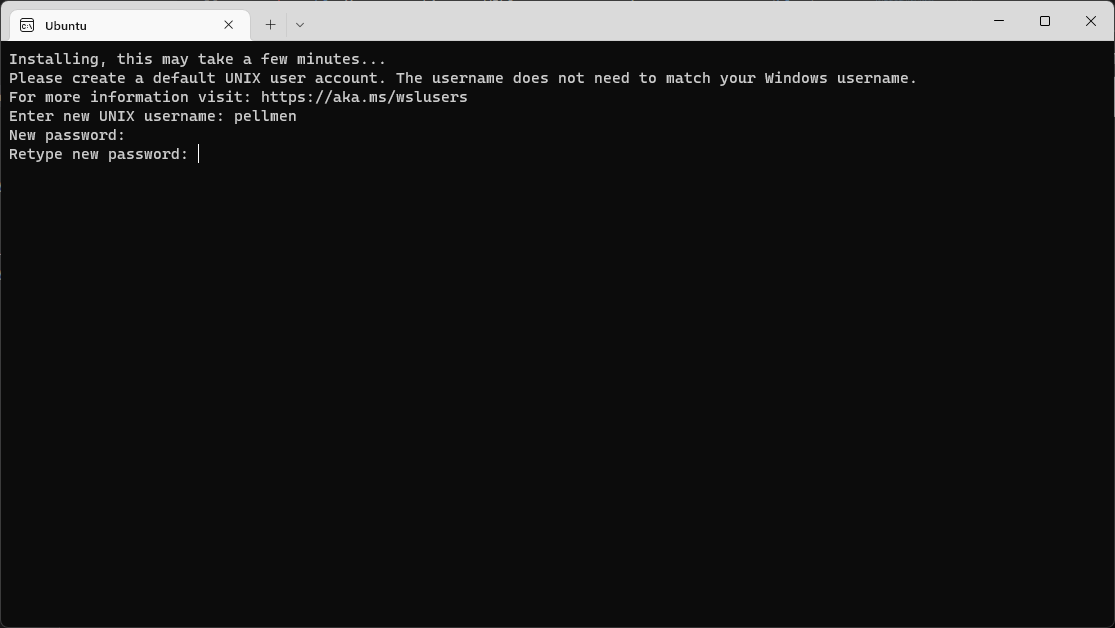 Ubuntu
Installing, this may take a few minutes...
Please create a default UNIX user account. The username does not need to match your Windows username.
For more information visit: https://aka.ms/wslusers
Enter new UNIX username: pellmen
New password:
Retype new password: